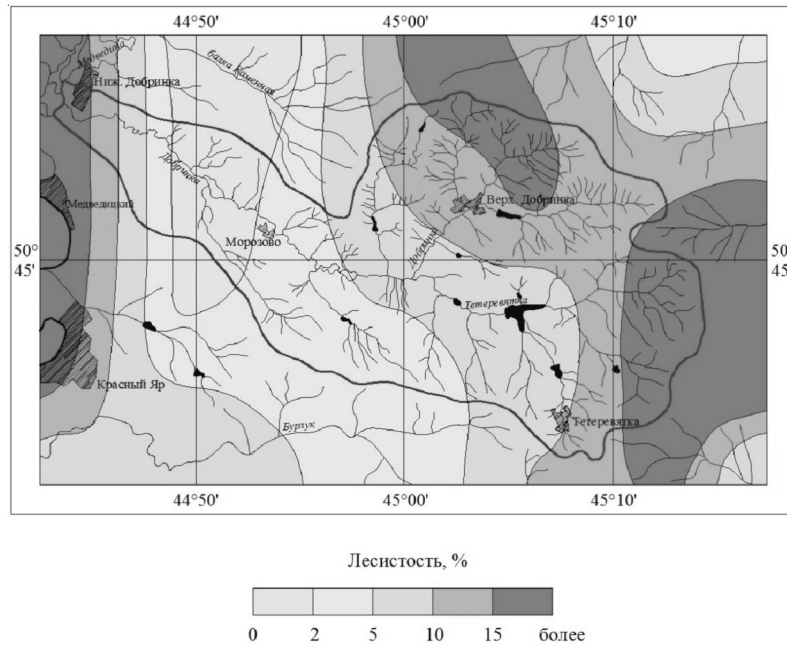 44°50' 45°00' 45°10'
Медведица
Ниж. Добринка
балка Каменная
Добринка
Медведицкий
Верх. Добринка
Морозово
Добринка
50° 45'
50° 45'
Тетеревятка
Красный Яр
Бурлук
Тетеревятка
44°50' 45°00' 45°10'
Лесистость, %
0 2 5 10 15 более